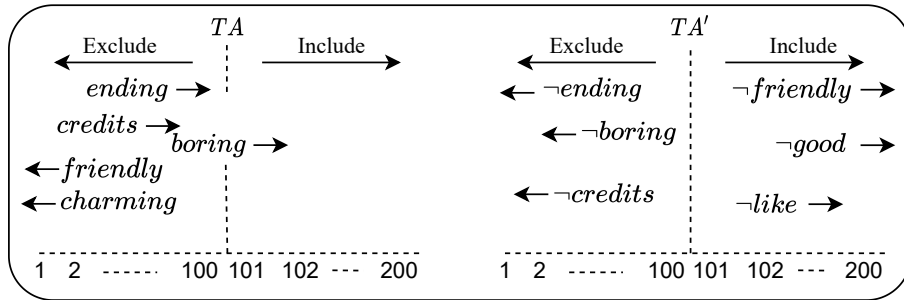 TA TA′
Exclude Include Exclude Include
ending ¬ending ¬friendly
credits ¬boring
boring ¬good
friendly
charming ¬credits ¬like
1 2 ------- 100 101 102 --- 200 1 2 ------- 100 101 102 --- 200